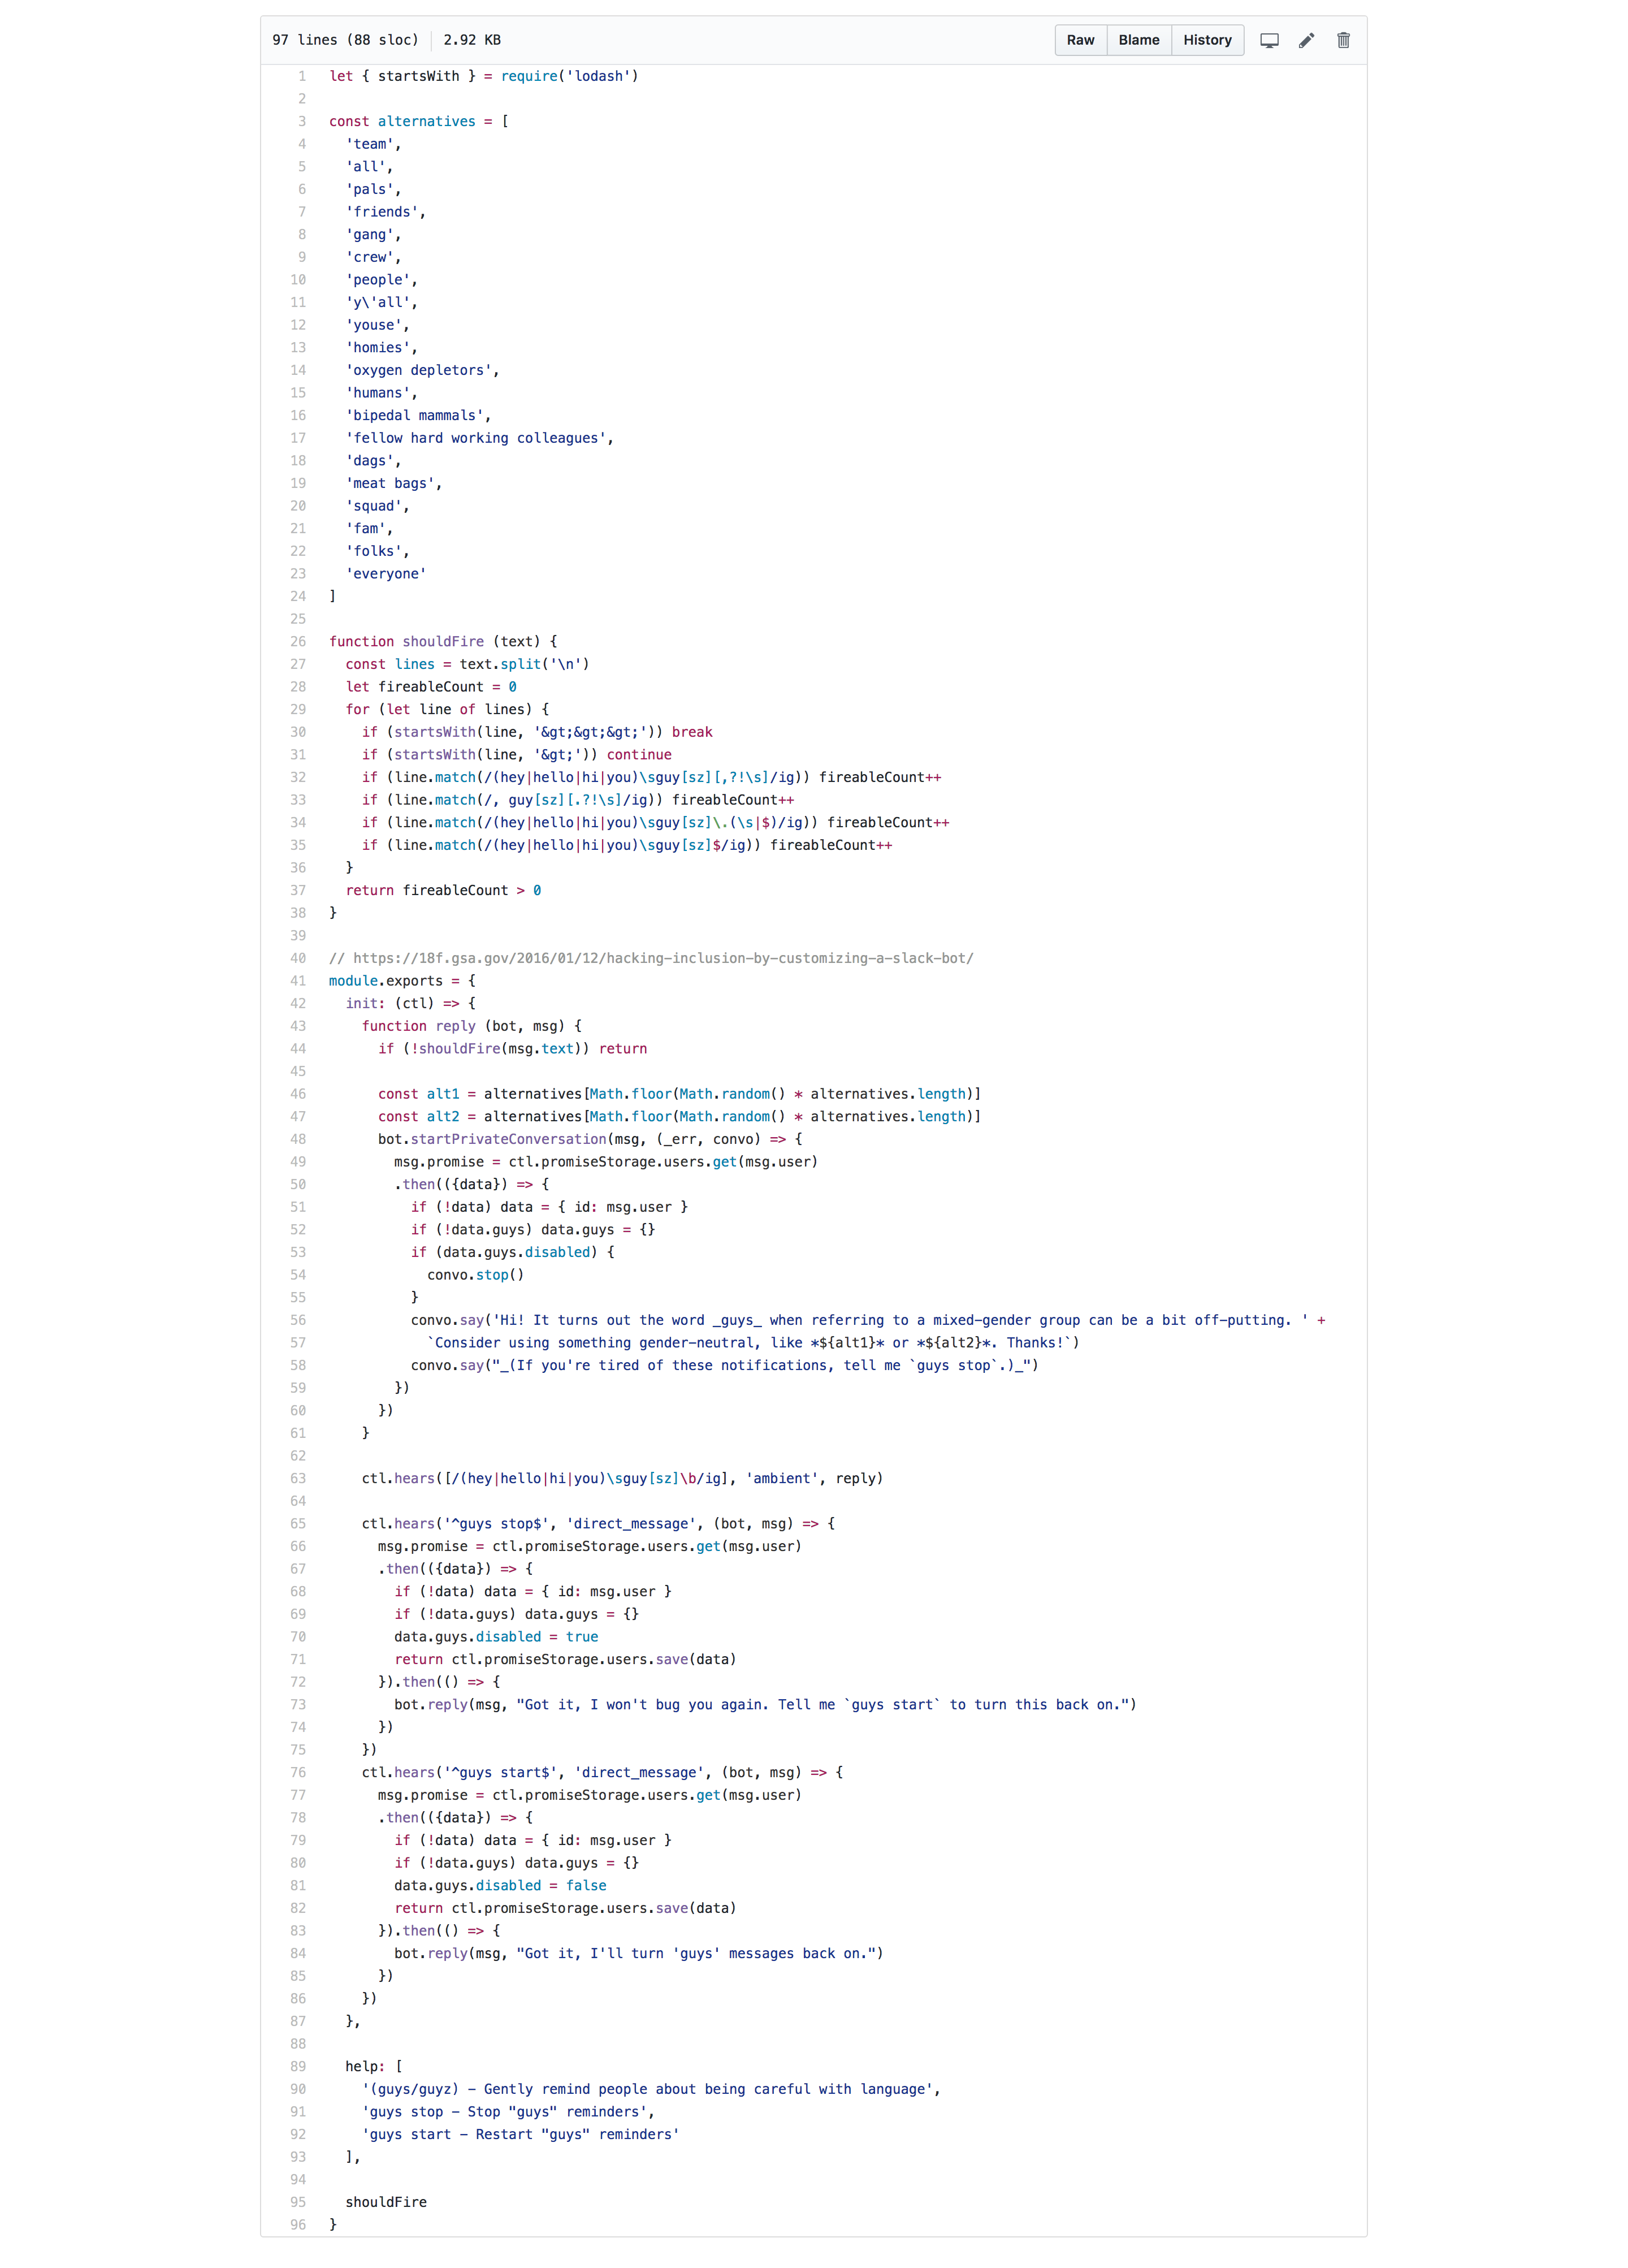 97 lines (88 sloc) 2.92 KB Raw Blame History
1 let { startsWith } = require('lodash')
2
3 const alternatives = [
4 'team',
5 'all',
6 'pals',
7 'friends',
8 'gang',
9 'crew',
10 'people',
11 'y\'all',
12 'youse',
13 'homies',
14 'oxygen depletors',
15 'humans',
16 'bipedal mammals',
17 'fellow hard working colleagues',
18 'dags',
19 'meat bags',
20 'squad',
21 'fam',
22 'folks',
23 'everyone'
24 ]
25
26 function shouldFire (text) {
27 const lines = text.split('\n')
28 let fireableCount = 0
29 for (let line of lines) {
30 if (startsWith(line, '&gt;&gt;&gt;')) break
31 if (startsWith(line, '&gt;')) continue
32 if (line.match(/(hey|hello|hi|you)\sguy[sz][,?!\s]/ig)) fireableCount++
33 if (line.match(/, guy[sz][.?!\s]/ig)) fireableCount++
34 if (line.match(/(hey|hello|hi|you)\sguy[sz]\.(\s|$)/ig)) fireableCount++
35 if (line.match(/(hey|hello|hi|you)\sguy[sz]$/ig)) fireableCount++
36 }
37 return fireableCount > 0
38 }
39
40 // https://18f.gsa.gov/2016/01/12/hacking-inclusion-by-customizing-a-slack-bot/
41 module.exports = {
42 init: (ctl) => {
43 function reply (bot, msg) {
44 if (!shouldFire(msg.text)) return
45
46 const alt1 = alternatives[Math.floor(Math.random() * alternatives.length)]
47 const alt2 = alternatives[Math.floor(Math.random() * alternatives.length)]
48 bot.startPrivateConversation(msg, (_err, convo) => {
49 msg.promise = ctl.promiseStorage.users.get(msg.user)
50 .then(({data}) => {
51 if (!data) data = { id: msg.user }
52 if (!data.guys) data.guys = {}
53 if (data.guys.disabled) {
54 convo.stop()
55 }
56 convo.say('Hi! It turns out the word _guys_ when referring to a mixed-gender group can be a bit off-putting. ' +
57 `Consider using something gender-neutral, like *${alt1}* or *${alt2}*. Thanks!`)
58 convo.say("_(If you're tired of these notifications, tell me `guys stop`.)_")
59 })
60 })
61 }
62
63 ctl.hears([/(hey|hello|hi|you)\sguy[sz]\b/ig], 'ambient', reply)
64
65 ctl.hears('^guys stop$', 'direct_message', (bot, msg) => {
66 msg.promise = ctl.promiseStorage.users.get(msg.user)
67 .then(({data}) => {
68 if (!data) data = { id: msg.user }
69 if (!data.guys) data.guys = {}
70 data.guys.disabled = true
71 return ctl.promiseStorage.users.save(data)
72 }).then(() => {
73 bot.reply(msg, "Got it, I won't bug you again. Tell me `guys start` to turn this back on.")
74 })
75 })
76 ctl.hears('^guys start$', 'direct_message', (bot, msg) => {
77 msg.promise = ctl.promiseStorage.users.get(msg.user)
78 .then(({data}) => {
79 if (!data) data = { id: msg.user }
80 if (!data.guys) data.guys = {}
81 data.guys.disabled = false
82 return ctl.promiseStorage.users.save(data)
83 }).then(() => {
84 bot.reply(msg, "Got it, I'll turn 'guys' messages back on.")
85 })
86 })
87 },
88
89 help: [
90 '(guys/guyz) - Gently remind people about being careful with language',
91 'guys stop - Stop "guys" reminders',
92 'guys start - Restart "guys" reminders'
93 ],
94
95 shouldFire
96 }